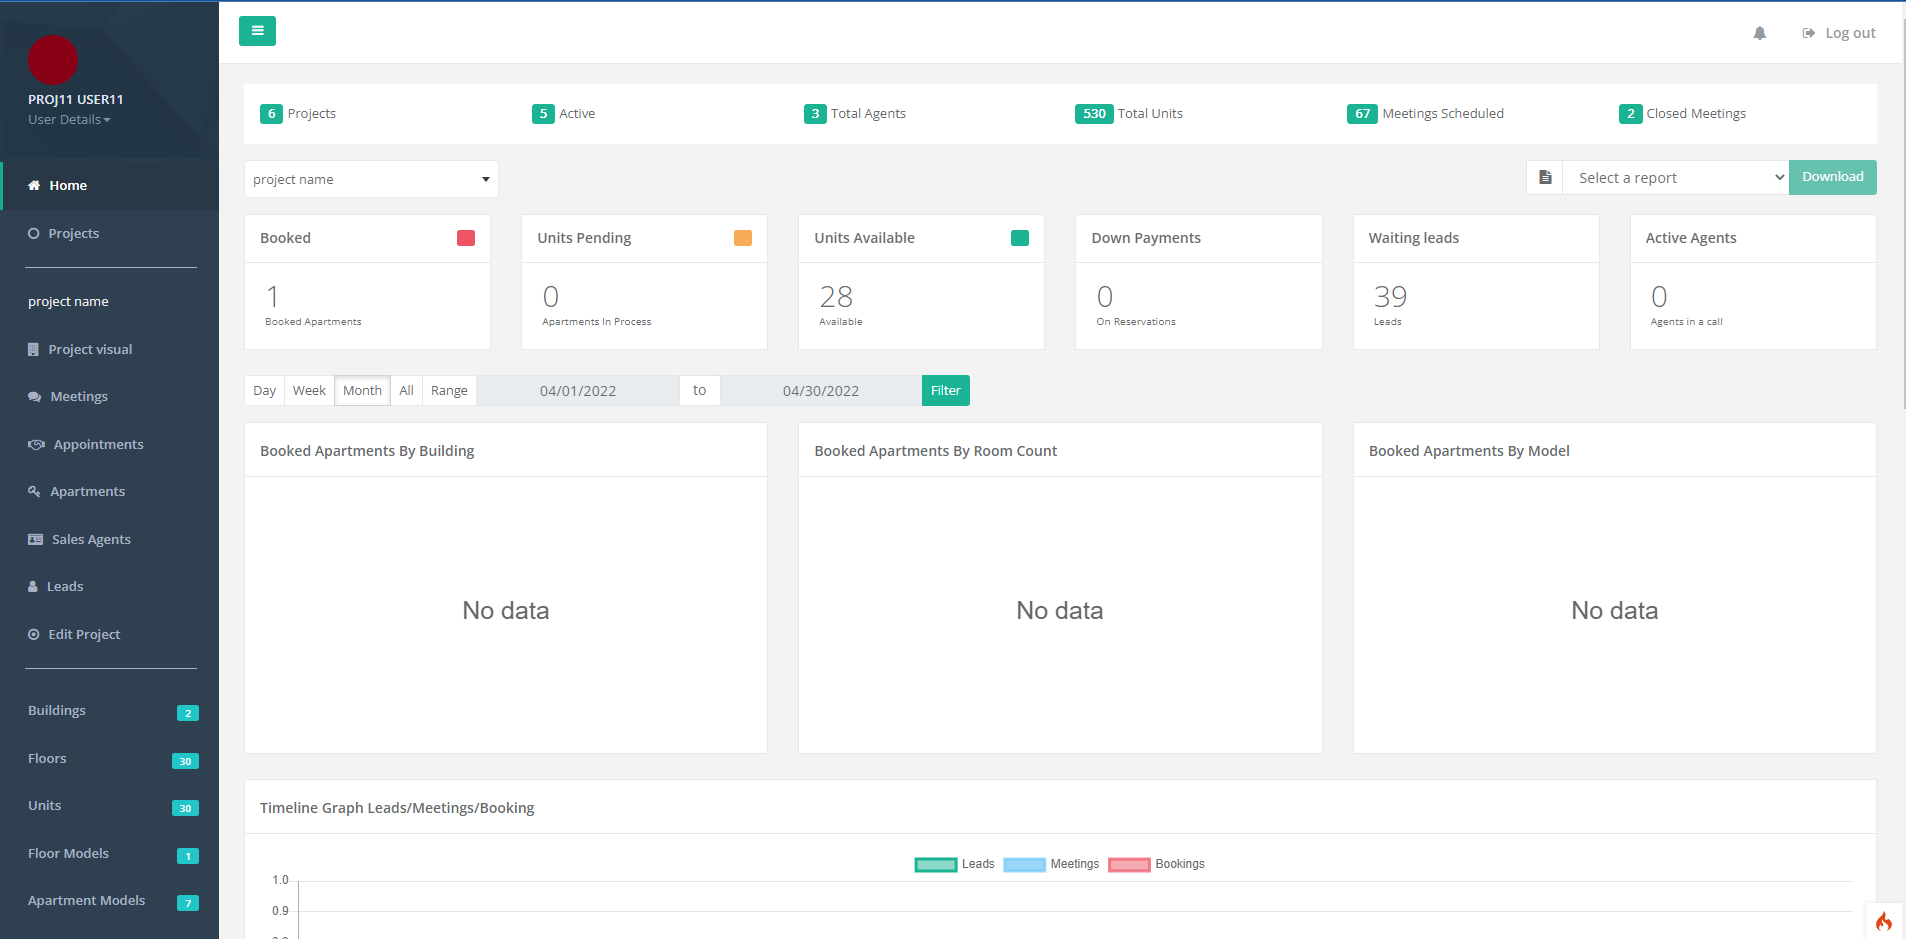 PROJ11 USER11
User Details
Home
Projects
project name
Project visual
Meetings
Appointments
Apartments
Sales Agents
Leads
Edit Project
Buildings 2
Floors 30
Units 30
Floor Models 1
Apartment Models 7
Log out
6 Projects 5 Active 3 Total Agents 530 Total Units 67 Meetings Scheduled 2 Closed Meetings
project name Select a report Download
Booked Units Pending Units Available Down Payments Waiting leads Active Agents
1 0 28 0 39 0
Booked Apartments Apartments In Process Available On Reservations Leads Agents in a call
Day Week Month All Range 04/01/2022 to 04/30/2022 Filter
Booked Apartments By Building Booked Apartments By Room Count Booked Apartments By Model
No data No data No data
Timeline Graph Leads/Meetings/Booking
Leads Meetings Bookings
1.0
0.9